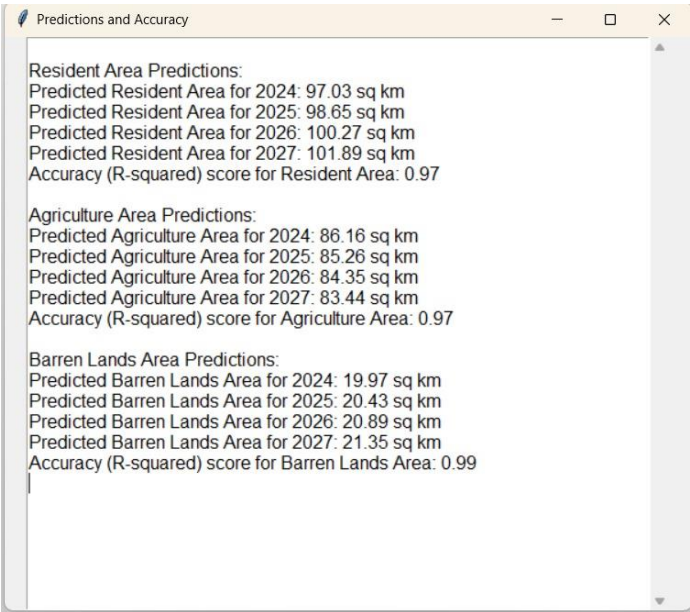 Predictions and Accuracy
Resident Area Predictions:
Predicted Resident Area for 2024: 97.03 sq km
Predicted Resident Area for 2025: 98.65 sq km
Predicted Resident Area for 2026: 100.27 sq km
Predicted Resident Area for 2027: 101.89 sq km
Accuracy (R-squared) score for Resident Area: 0.97
Agriculture Area Predictions:
Predicted Agriculture Area for 2024: 86.16 sq km
Predicted Agriculture Area for 2025: 85.26 sq km
Predicted Agriculture Area for 2026: 84.35 sq km
Predicted Agriculture Area for 2027: 83.44 sq km
Accuracy (R-squared) score for Agriculture Area: 0.97
Barren Lands Area Predictions:
Predicted Barren Lands Area for 2024: 19.97 sq km
Predicted Barren Lands Area for 2025: 20.43 sq km
Predicted Barren Lands Area for 2026: 20.89 sq km
Predicted Barren Lands Area for 2027: 21.35 sq km
Accuracy (R-squared) score for Barren Lands Area: 0.99